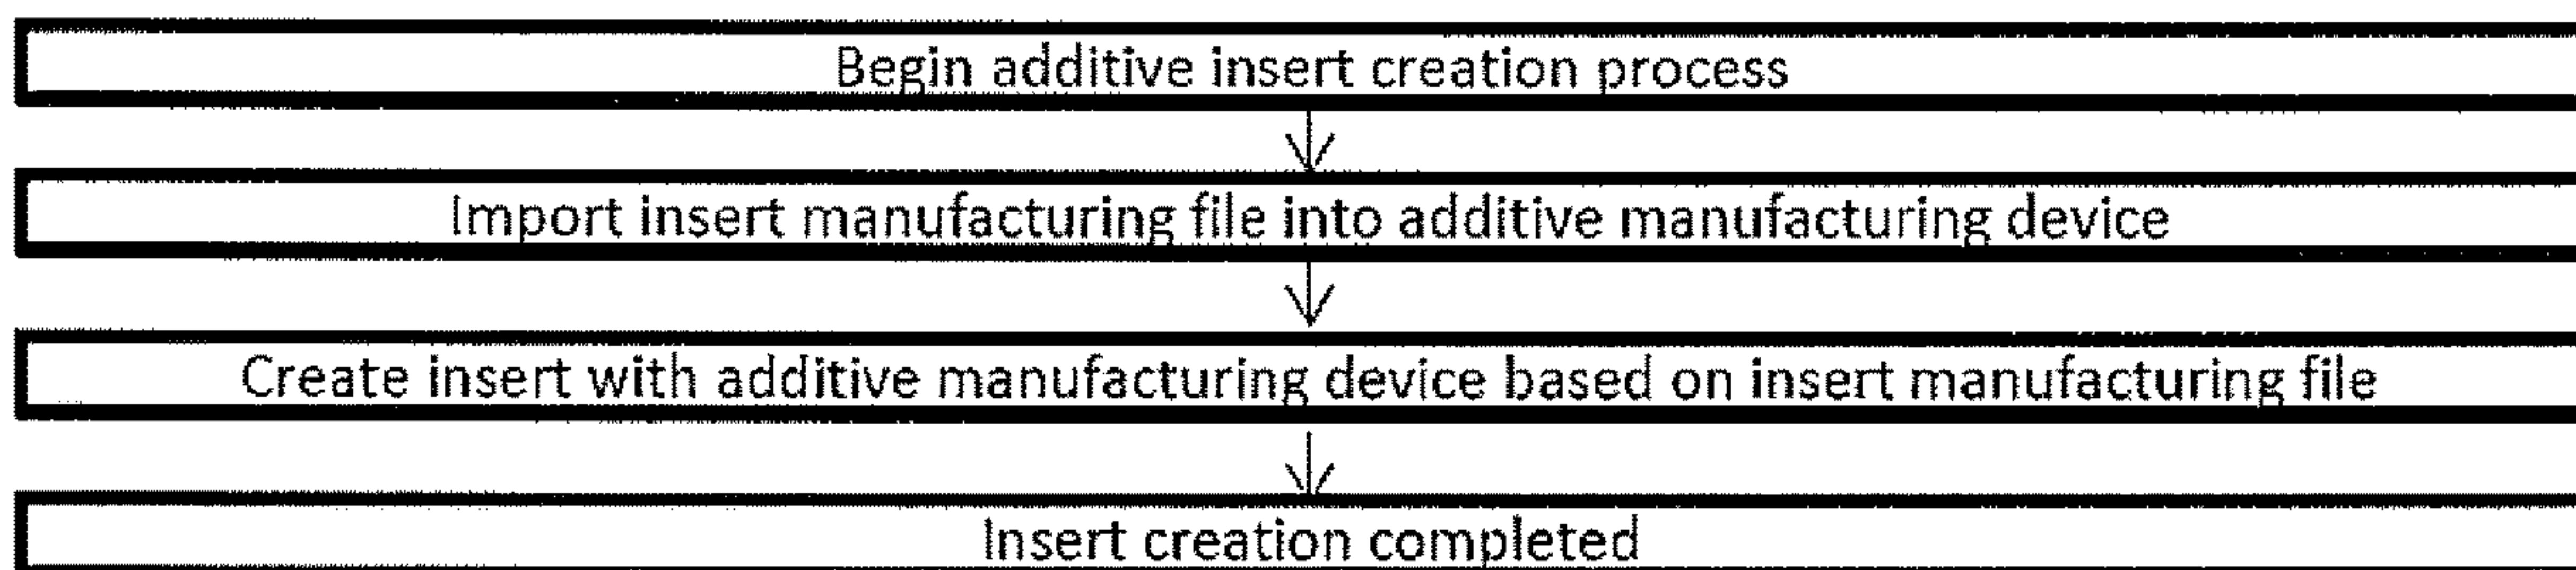 Begin additive insert creation process
Import insert manufacturing file into additive manufacturing device
Create insert with additive manufacturing device based on insert manufacturing file
Insert creation completed